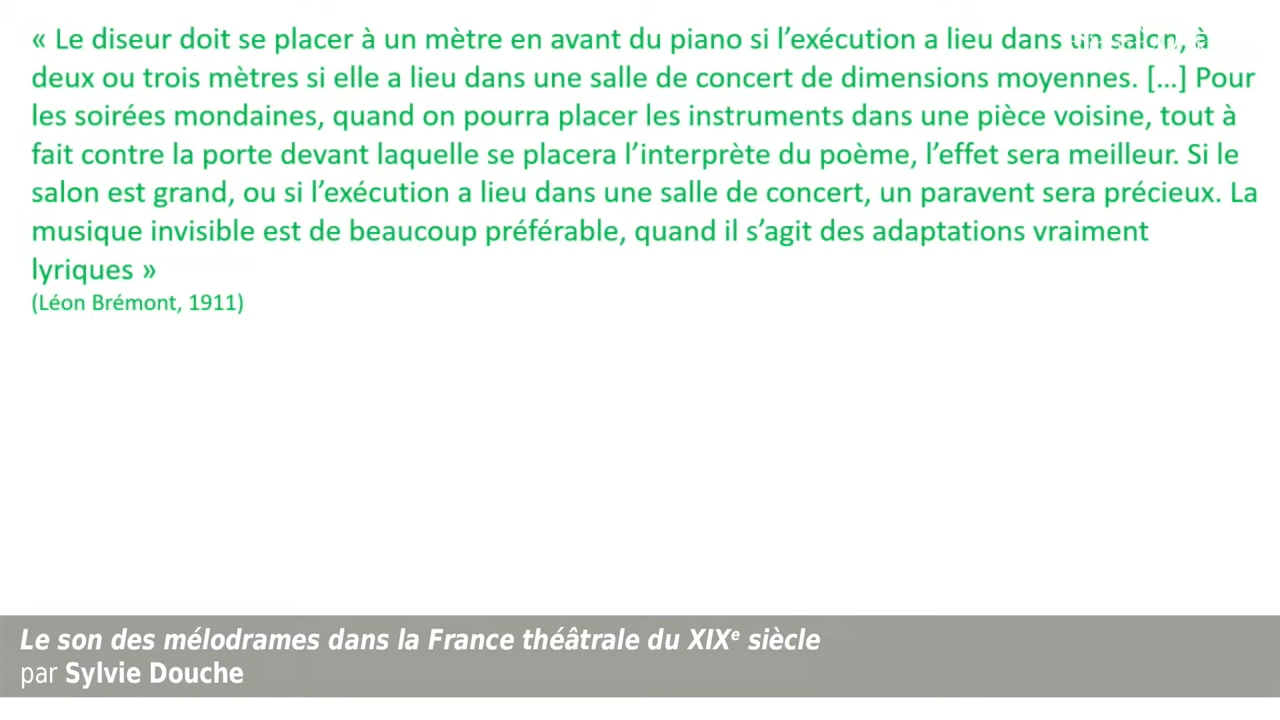 « Le diseur doit se placer à un mètre en avant du piano si l’exécution a lieu dans un salon, à
deux ou trois mètres si elle a lieu dans une salle de concert de dimensions moyennes. […] Pour
les soirées mondaines, quand on pourra placer les instruments dans une pièce voisine, tout à
fait contre la porte devant laquelle se placera l’interprète du poème, l’effet sera meilleur. Si le
salon est grand, ou si l’exécution a lieu dans une salle de concert, un paravent sera précieux. La
musique invisible est de beaucoup préférable, quand il s’agit des adaptations vraiment
lyriques »
(Léon Brémont, 1911)
Le son des mélodrames dans la France théâtrale du XIXᵉ siècle
par Sylvie Douche